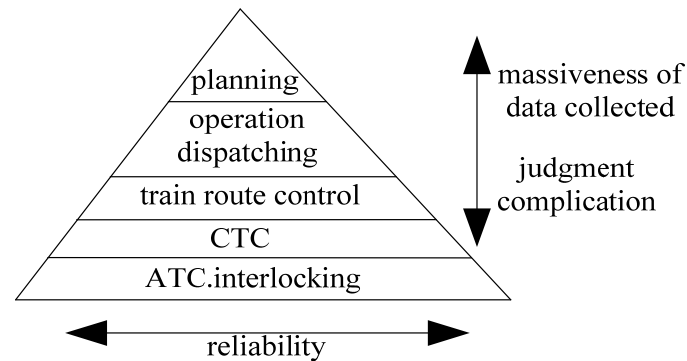 planning
operation
dispatching
train route control
CTC
ATC.interlocking
massiveness of
data collected
judgment
complication
reliability